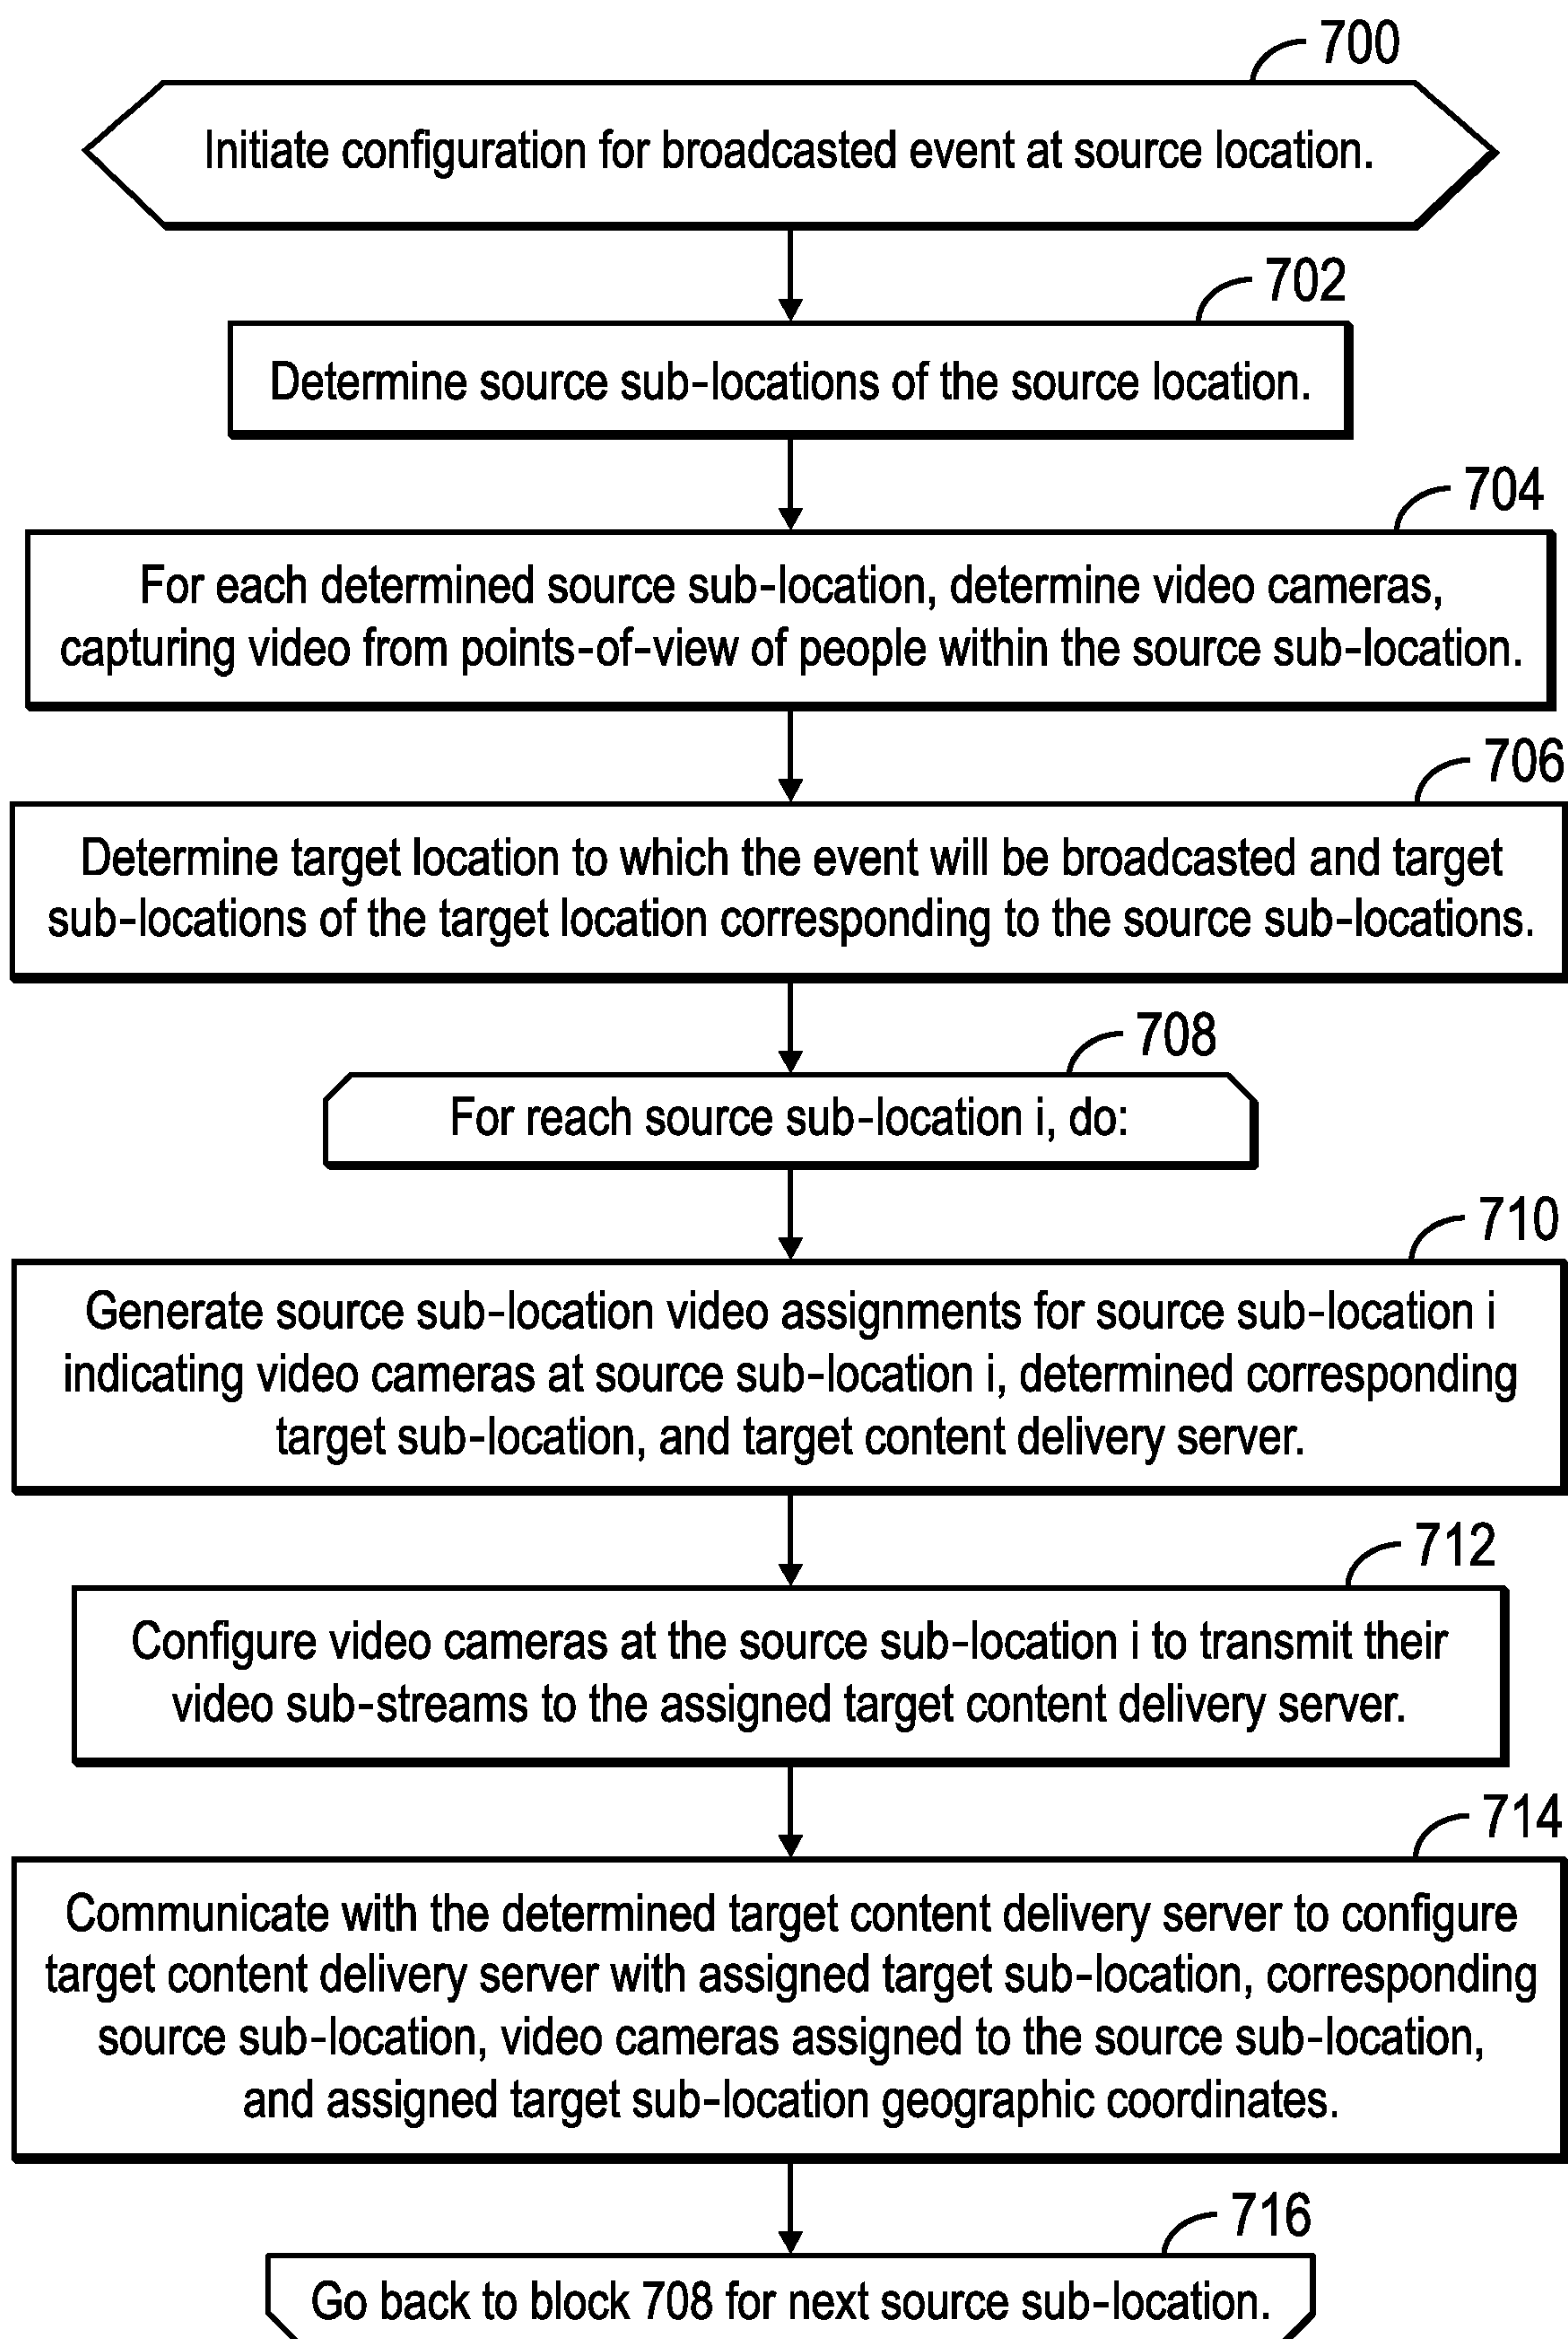 700
Initiate configuration for broadcasted event at source location.
702
Determine source sub-locations of the source location.
704
For each determined source sub-location, determine video cameras,
capturing video from points-of-view of people within the source sub-location.
706
Determine target location to which the event will be broadcasted and target
sub-locations of the target location corresponding to the source sub-locations.
708
For reach source sub-location i, do:
710
Generate source sub-location video assignments for source sub-location i
indicating video cameras at source sub-location i, determined corresponding
target sub-location, and target content delivery server.
712
Configure video cameras at the source sub-location i to transmit their
video sub-streams to the assigned target content delivery server.
714
Communicate with the determined target content delivery server to configure
target content delivery server with assigned target sub-location, corresponding
source sub-location, video cameras assigned to the source sub-location,
and assigned target sub-location geographic coordinates.
716
Go back to block 708 for next source sub-location.